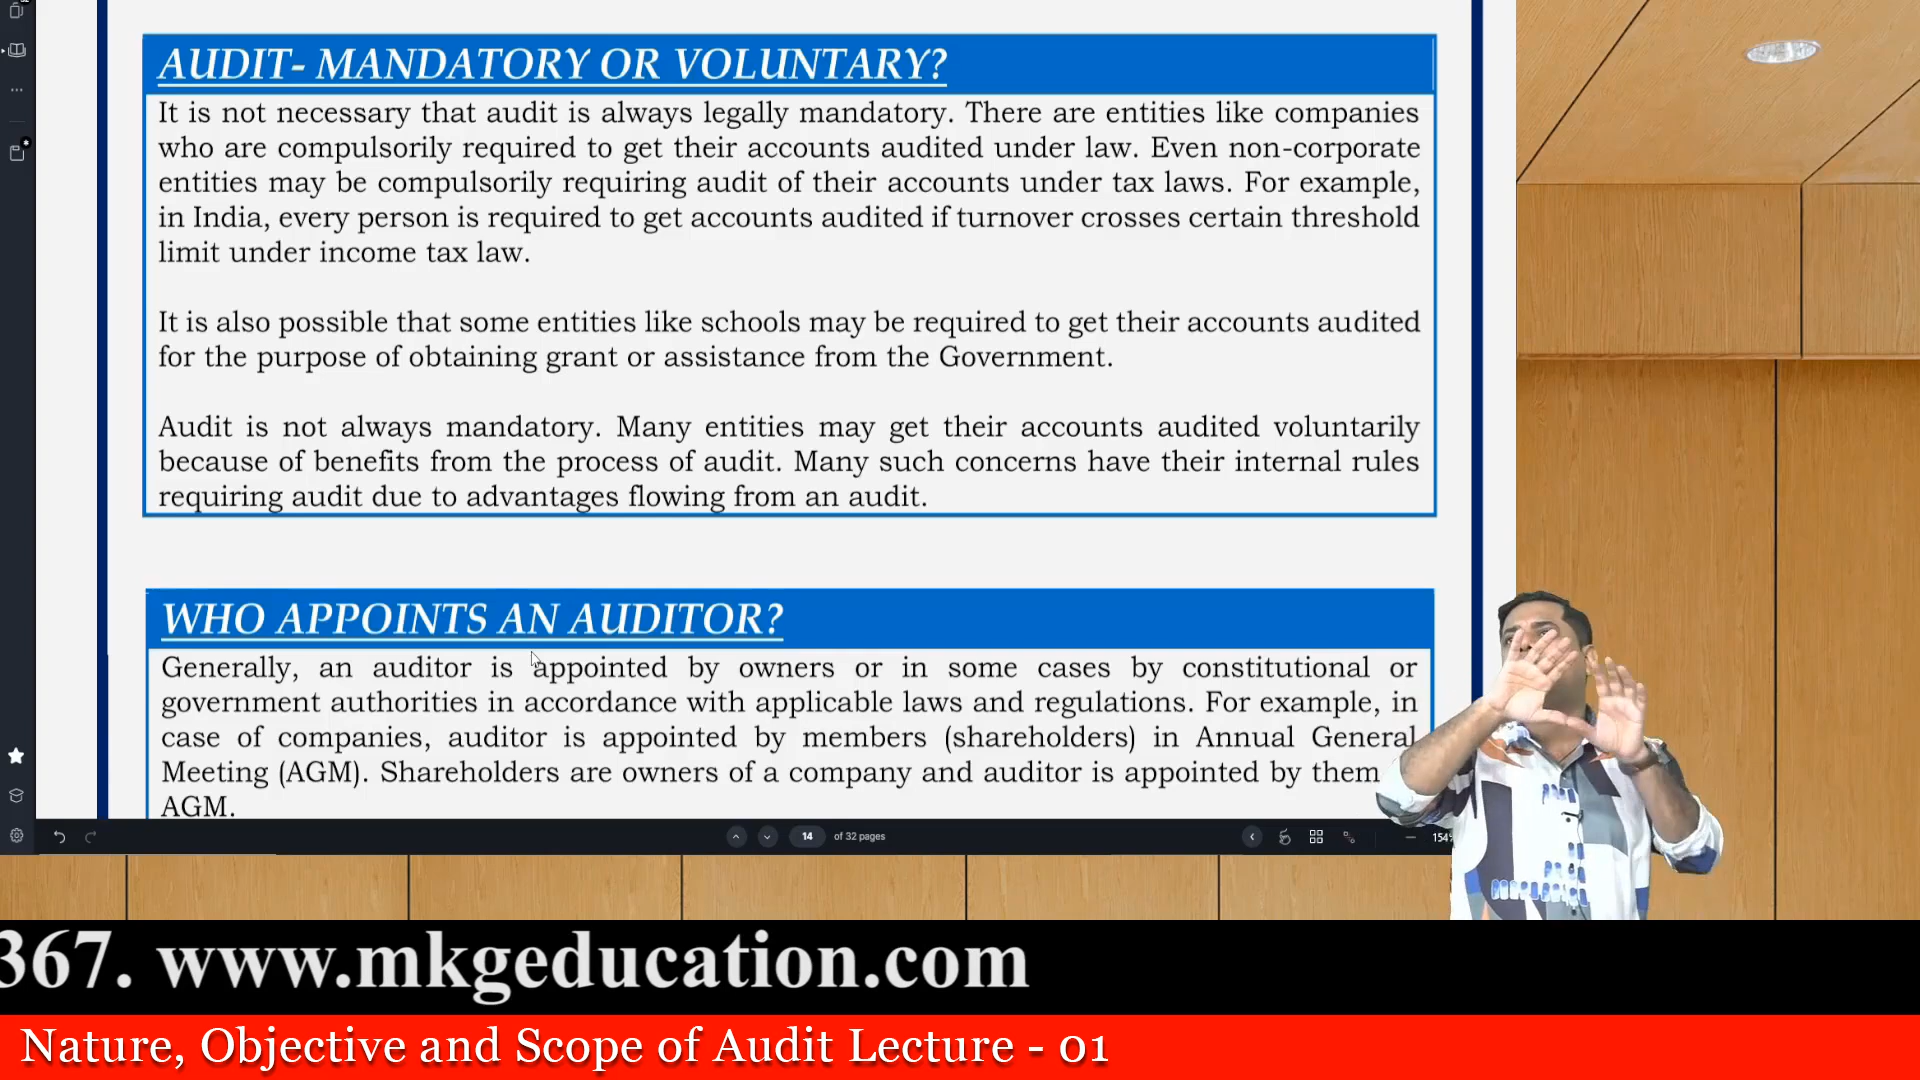 AUDIT- MANDATORY OR VOLUNTARY?
It is not necessary that audit is always legally mandatory. There are entities like companies
who are compulsorily required to get their accounts audited under law. Even non-corporate
entities may be compulsorily requiring audit of their accounts under tax laws. For example,
in India, every person is required to get accounts audited if turnover crosses certain threshold
limit under income tax law.
It is also possible that some entities like schools may be required to get their accounts audited
for the purpose of obtaining grant or assistance from the Government.
Audit is not always mandatory. Many entities may get their accounts audited voluntarily
because of benefits from the process of audit. Many such concerns have their internal rules
requiring audit due to advantages flowing from an audit.
WHO APPOINTS AN AUDITOR?
Generally, an auditor is appointed by owners or in some cases by constitutional or
government authorities in accordance with applicable laws and regulations. For example, in
case of companies, auditor is appointed by members (shareholders) in Annual General
Meeting (AGM). Shareholders are owners of a company and auditor is appointed by them
AGM.
14 of 32 pages
154%
367. www.mkgeducation.com
Nature, Objective and Scope of Audit Lecture - 01